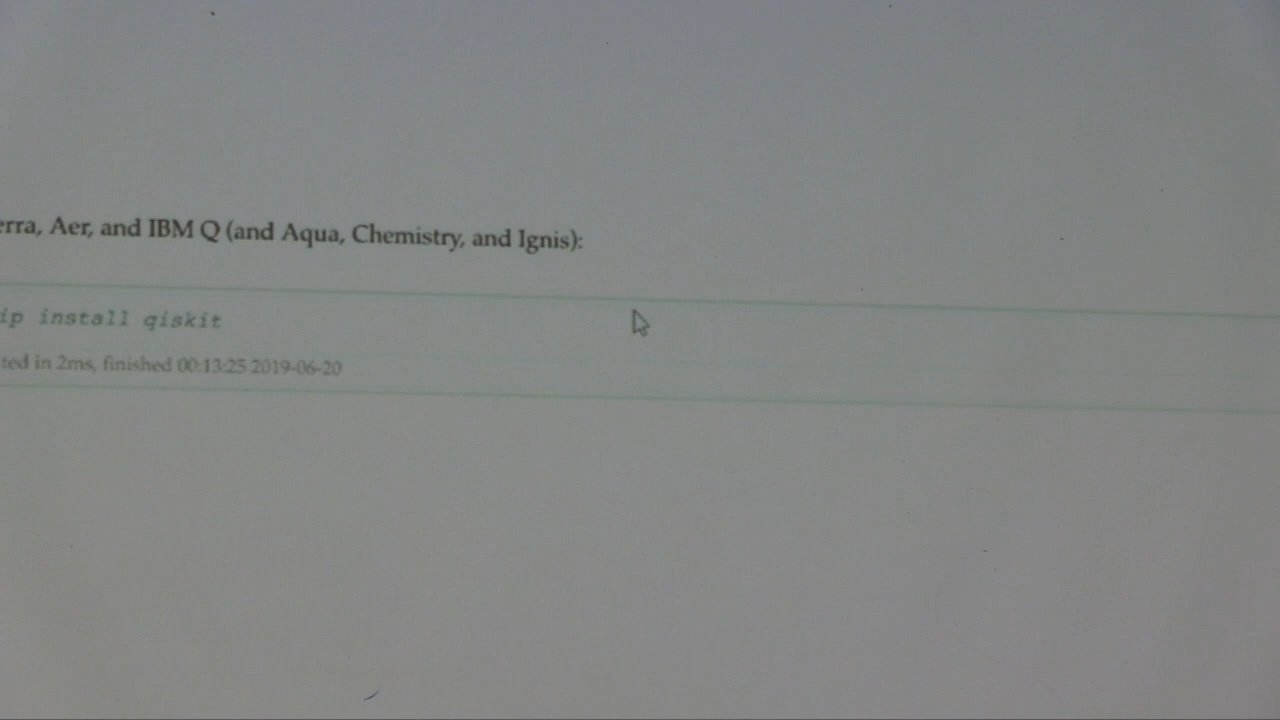 erra, Aer, and IBM Q (and Aqua, Chemistry, and Ignis):
ip install qiskit
ted in 2ms, finished 00:13:25 2019-06-20